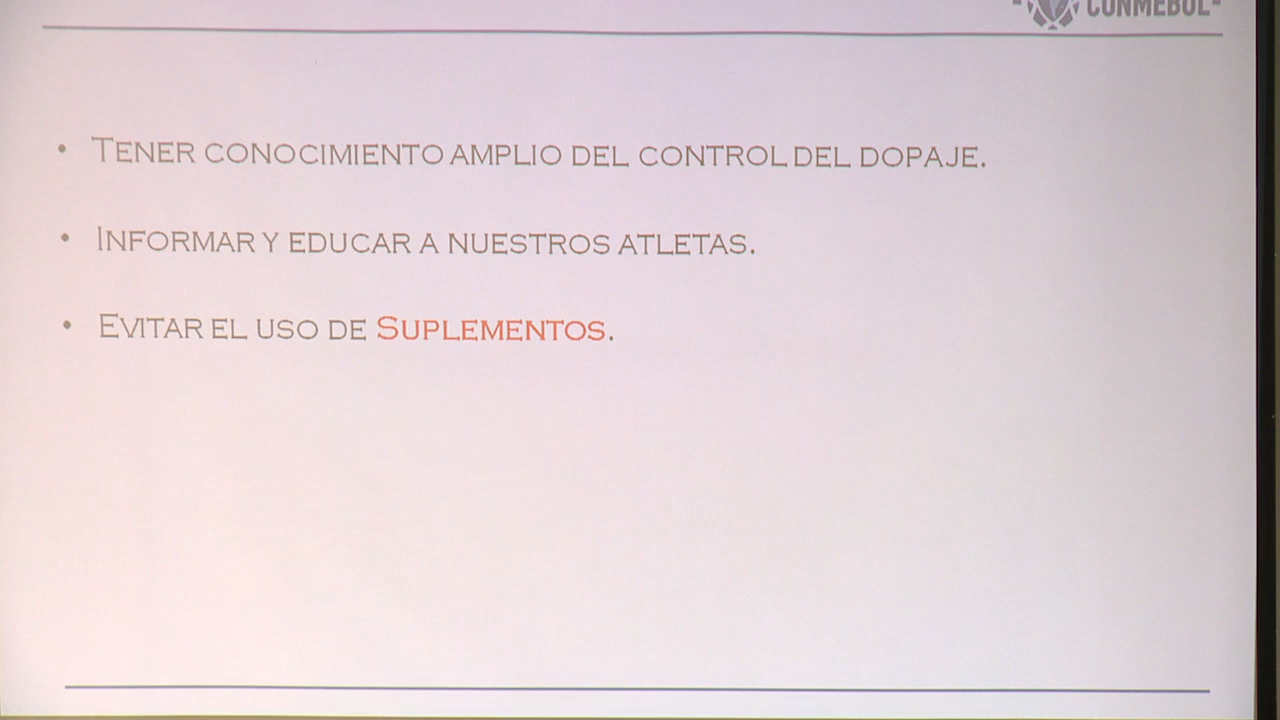 CONMEBOL
• TENER CONOCIMIENTO AMPLIO DEL CONTROL DEL DOPAJE.
• INFORMAR Y EDUCAR A NUESTROS ATLETAS.
• EVITAR EL USO DE SUPLEMENTOS.